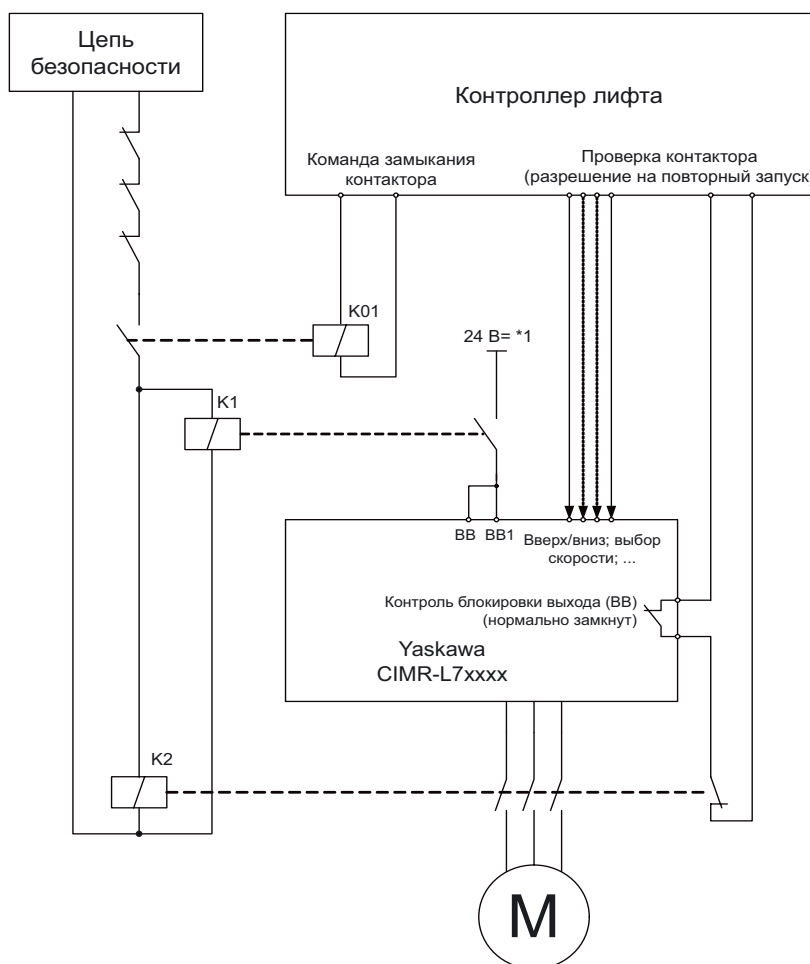 Цепь
безопасности
Контроллер лифта
Команда замыкания
контактора
Проверка контактора
(разрешение на повторный запуск
K01
24 В= *1
K1
BB BB1
Вверх/вниз; выбор
скорости; ...
Контроль блокировки выхода (BB)
(нормально замкнут)
Yaskawa
CIMR-L7xxxx
K2
M